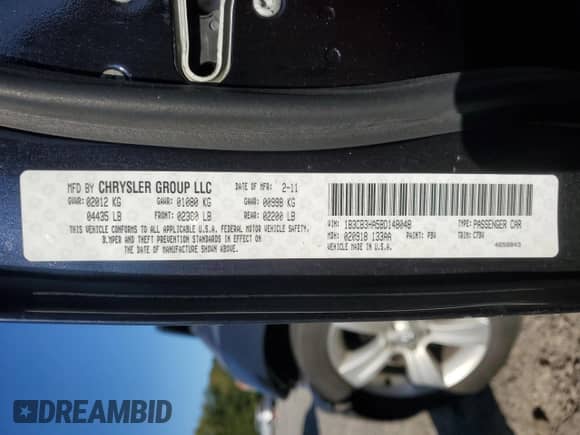 MFD BY CHRYSLER GROUP LLC DATE OF MFR: 2-11
GVWR: 02012 KG GAWR: 01080 KG GAWR: 00998 KG
04435 LB FRONT: 02380 LB REAR: 02200 LB
THIS VEHICLE CONFORMS TO ALL APPLICABLE U.S.A. FEDERAL MOTOR VEHICLE SAFETY,
BUMPER AND THEFT PREVENTION STANDARDS IN EFFECT ON
THE DATE OF MANUFACTURE SHOWN ABOVE.
VIN: 1B3CB3HA5BD148048 TYPE: PASSENGER CAR
MDH: 020918 133AA PAINT: PBV TRIM: C7DV
VEHICLE MADE IN U.S.A. 4658843
DREAMBID